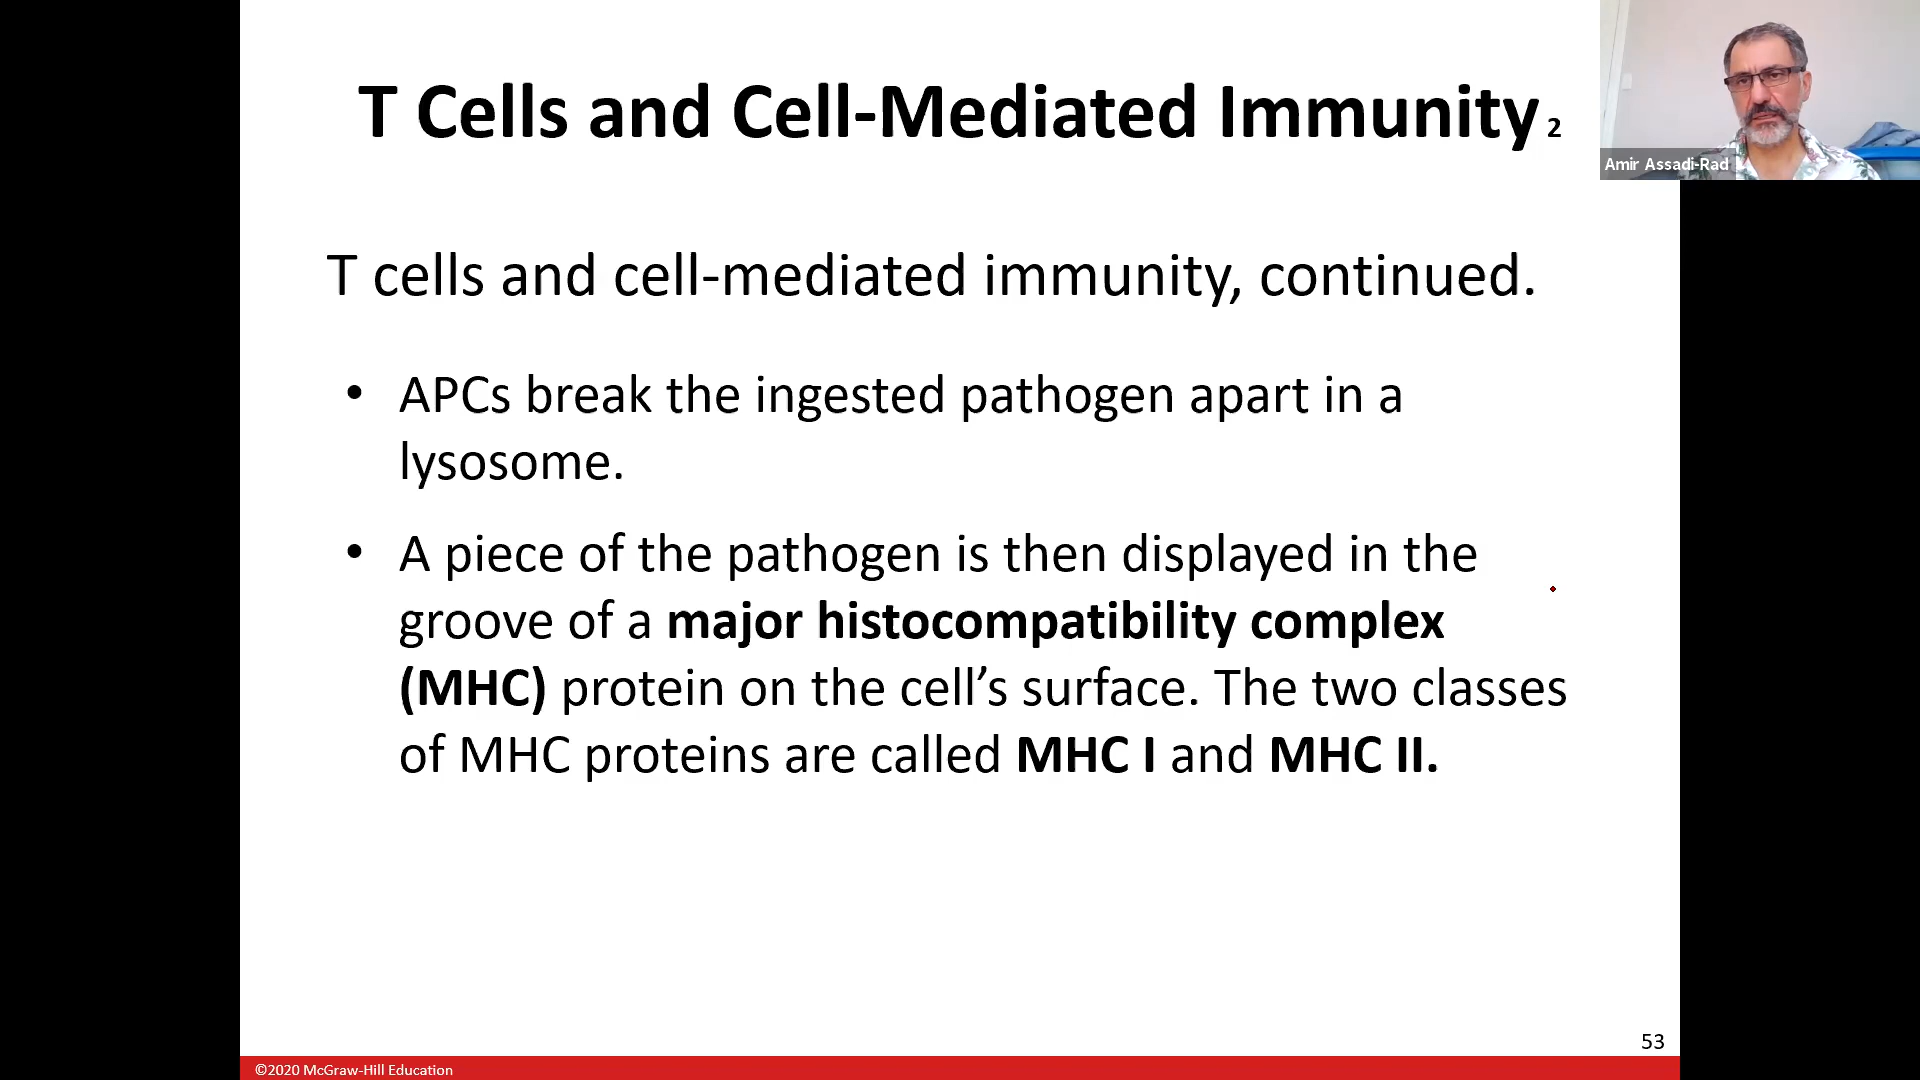 T Cells and Cell-Mediated Immunity 2
Amir Assadi-Rad
T cells and cell-mediated immunity, continued.
• APCs break the ingested pathogen apart in a
lysosome.
• A piece of the pathogen is then displayed in the
groove of a major histocompatibility complex
(MHC) protein on the cell’s surface. The two classes
of MHC proteins are called MHC I and MHC II.
53
©2020 McGraw-Hill Education